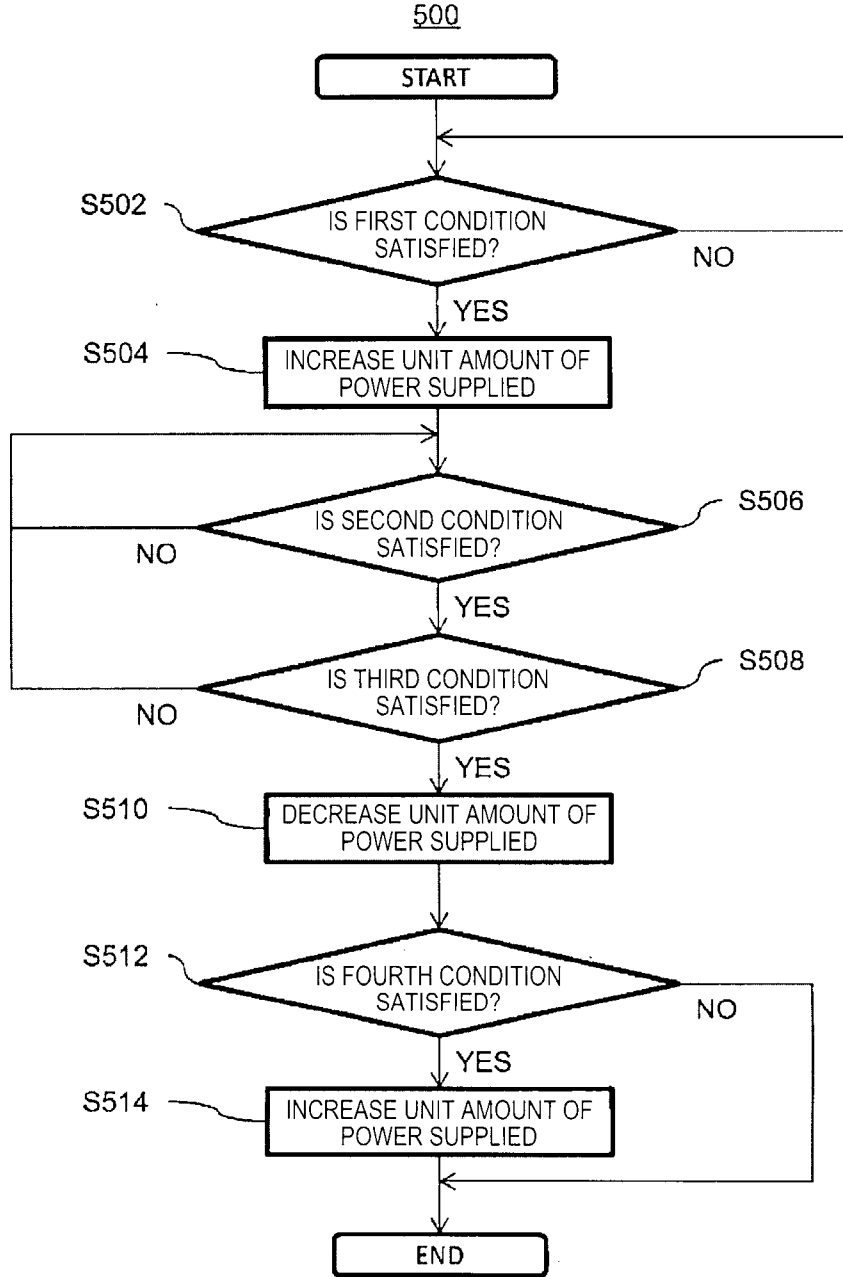 500
START
S502
IS FIRST CONDITION
SATISFIED?
NO
YES
S504
INCREASE UNIT AMOUNT OF
POWER SUPPLIED
S506
IS SECOND CONDITION
SATISFIED?
NO
YES
S508
IS THIRD CONDITION
SATISFIED?
NO
YES
S510
DECREASE UNIT AMOUNT OF
POWER SUPPLIED
S512
IS FOURTH CONDITION
SATISFIED?
NO
YES
S514
INCREASE UNIT AMOUNT OF
POWER SUPPLIED
END